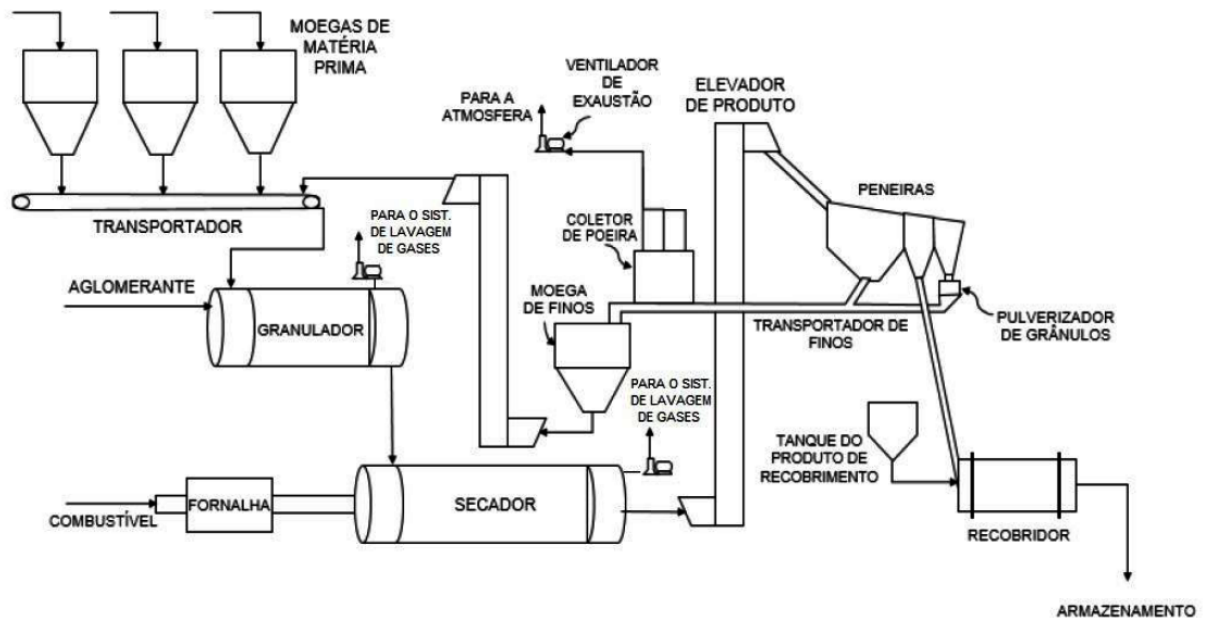 MOEGAS DE
MATÉRIA
PRIMA
TRANSPORTADOR
PARA O SIST.
DE LAVAGEM
DE GASES
AGLOMERANTE
GRANULADOR
PARA A
ATMOSFERA
VENTILADOR
DE
EXAUSTÃO
ELEVADOR
DE PRODUTO
PENEIRAS
COLETOR
DE POEIRA
MOEGA
DE FINOS
TRANSPORTADOR DE
FINOS
PULVERIZADOR
DE GRÂNULOS
PARA O SIST.
DE LAVAGEM
DE GASES
TANQUE DO
PRODUTO DE
RECOBRIMENTO
COMBUSTÍVEL
FORNALHA
SECADOR
RECOBRIDOR
ARMAZENAMENTO